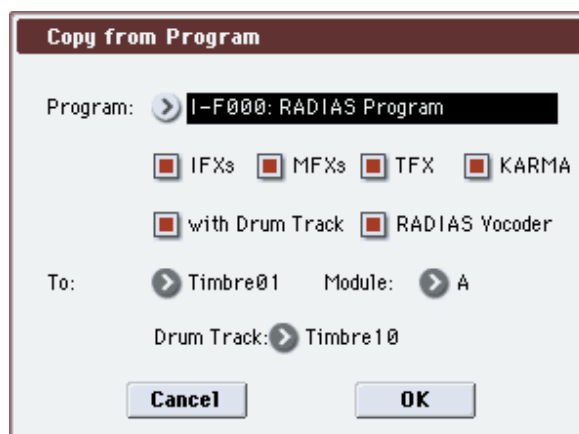 Copy from Program
Program: I-F000: RADIAS Program
IFXs MFXs TFX KARMA
with Drum Track RADIAS Vocoder
To: Timbre01 Module: A
Drum Track: Timbre10
Cancel OK